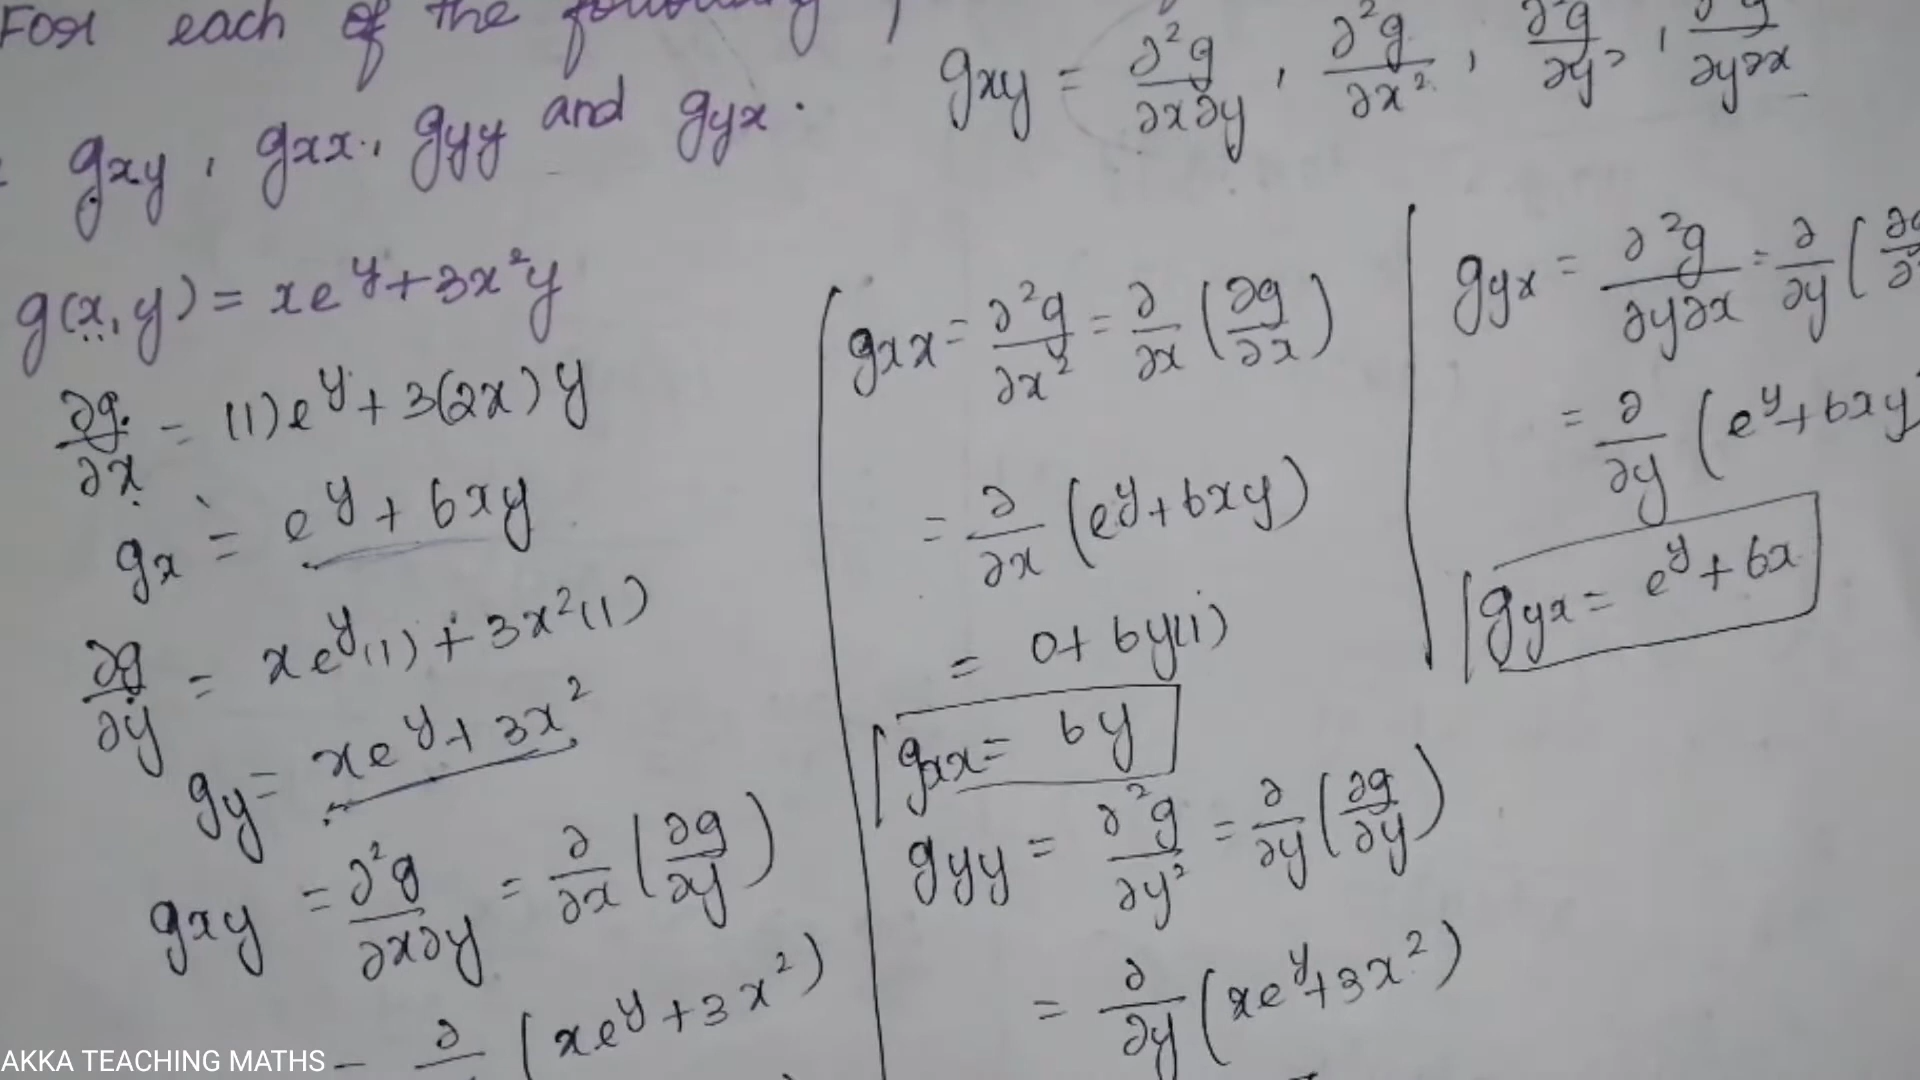 For each of the following,
gxy, gxx, gyy and gyx.
gxy = ∂²g/∂x∂y, ∂²g/∂x², ∂²g/∂y², ∂²g/∂y∂x
g(x,y) = xe^y + 3x²y
∂g/∂x = (1)e^y + 3(2x)y
gx = e^y + 6xy
∂g/∂y = xe^y(1) + 3x²(1)
gy = xe^y + 3x²
gxy = ∂²g/∂x∂y = ∂/∂x (∂g/∂y)
= ∂/ (xe^y + 3x²)
gxx = ∂²g/∂x² = ∂/∂x (∂g/∂x)
= ∂/∂x (e^y + 6xy)
= 0 + 6y(1)
gxx = 6y
gyy = ∂²g/∂y² = ∂/∂y (∂g/∂y)
= ∂/∂y (xe^y + 3x²)
gyx = ∂²g/∂y∂x = ∂/∂y (∂g/∂
= ∂/∂y (e^y + 6xy)
gyx = e^y + 6x
AKKA TEACHING MATHS